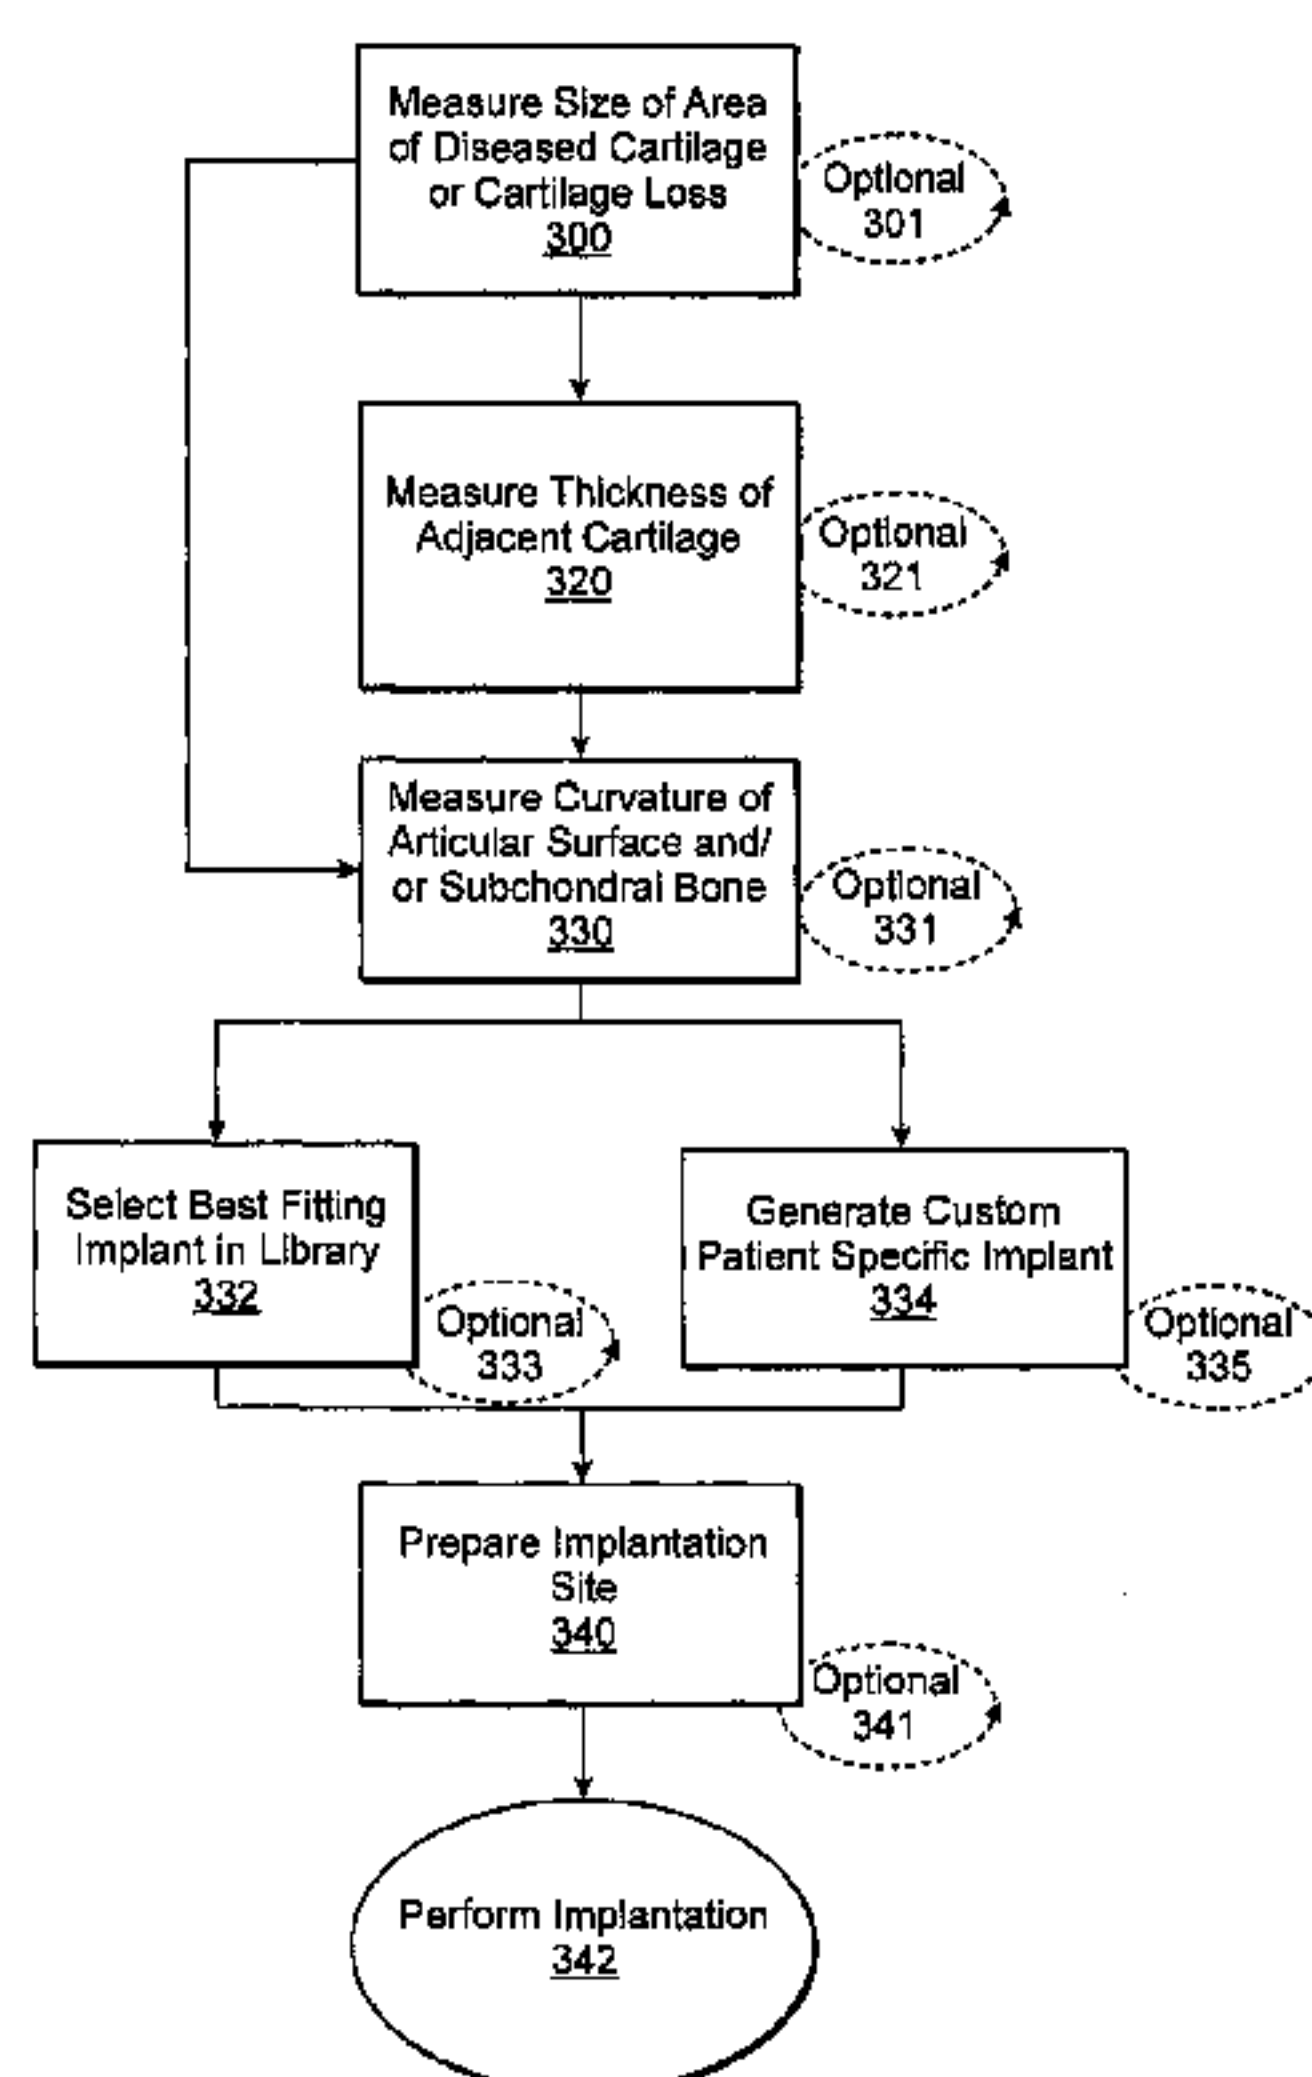 Measure Size of Area
of Diseased Cartilage
or Cartilage Loss
300
Optional
301
Measure Thickness of
Adjacent Cartilage
320
Optional
321
Measure Curvature of
Articular Surface and/
or Subchondral Bone
330
Optional
331
Select Best Fitting
Implant in Library
332
Optional
333
Generate Custom
Patient Specific Implant
334
Optional
335
Prepare Implantation
Site
340
Optional
341
Perform Implantation
342